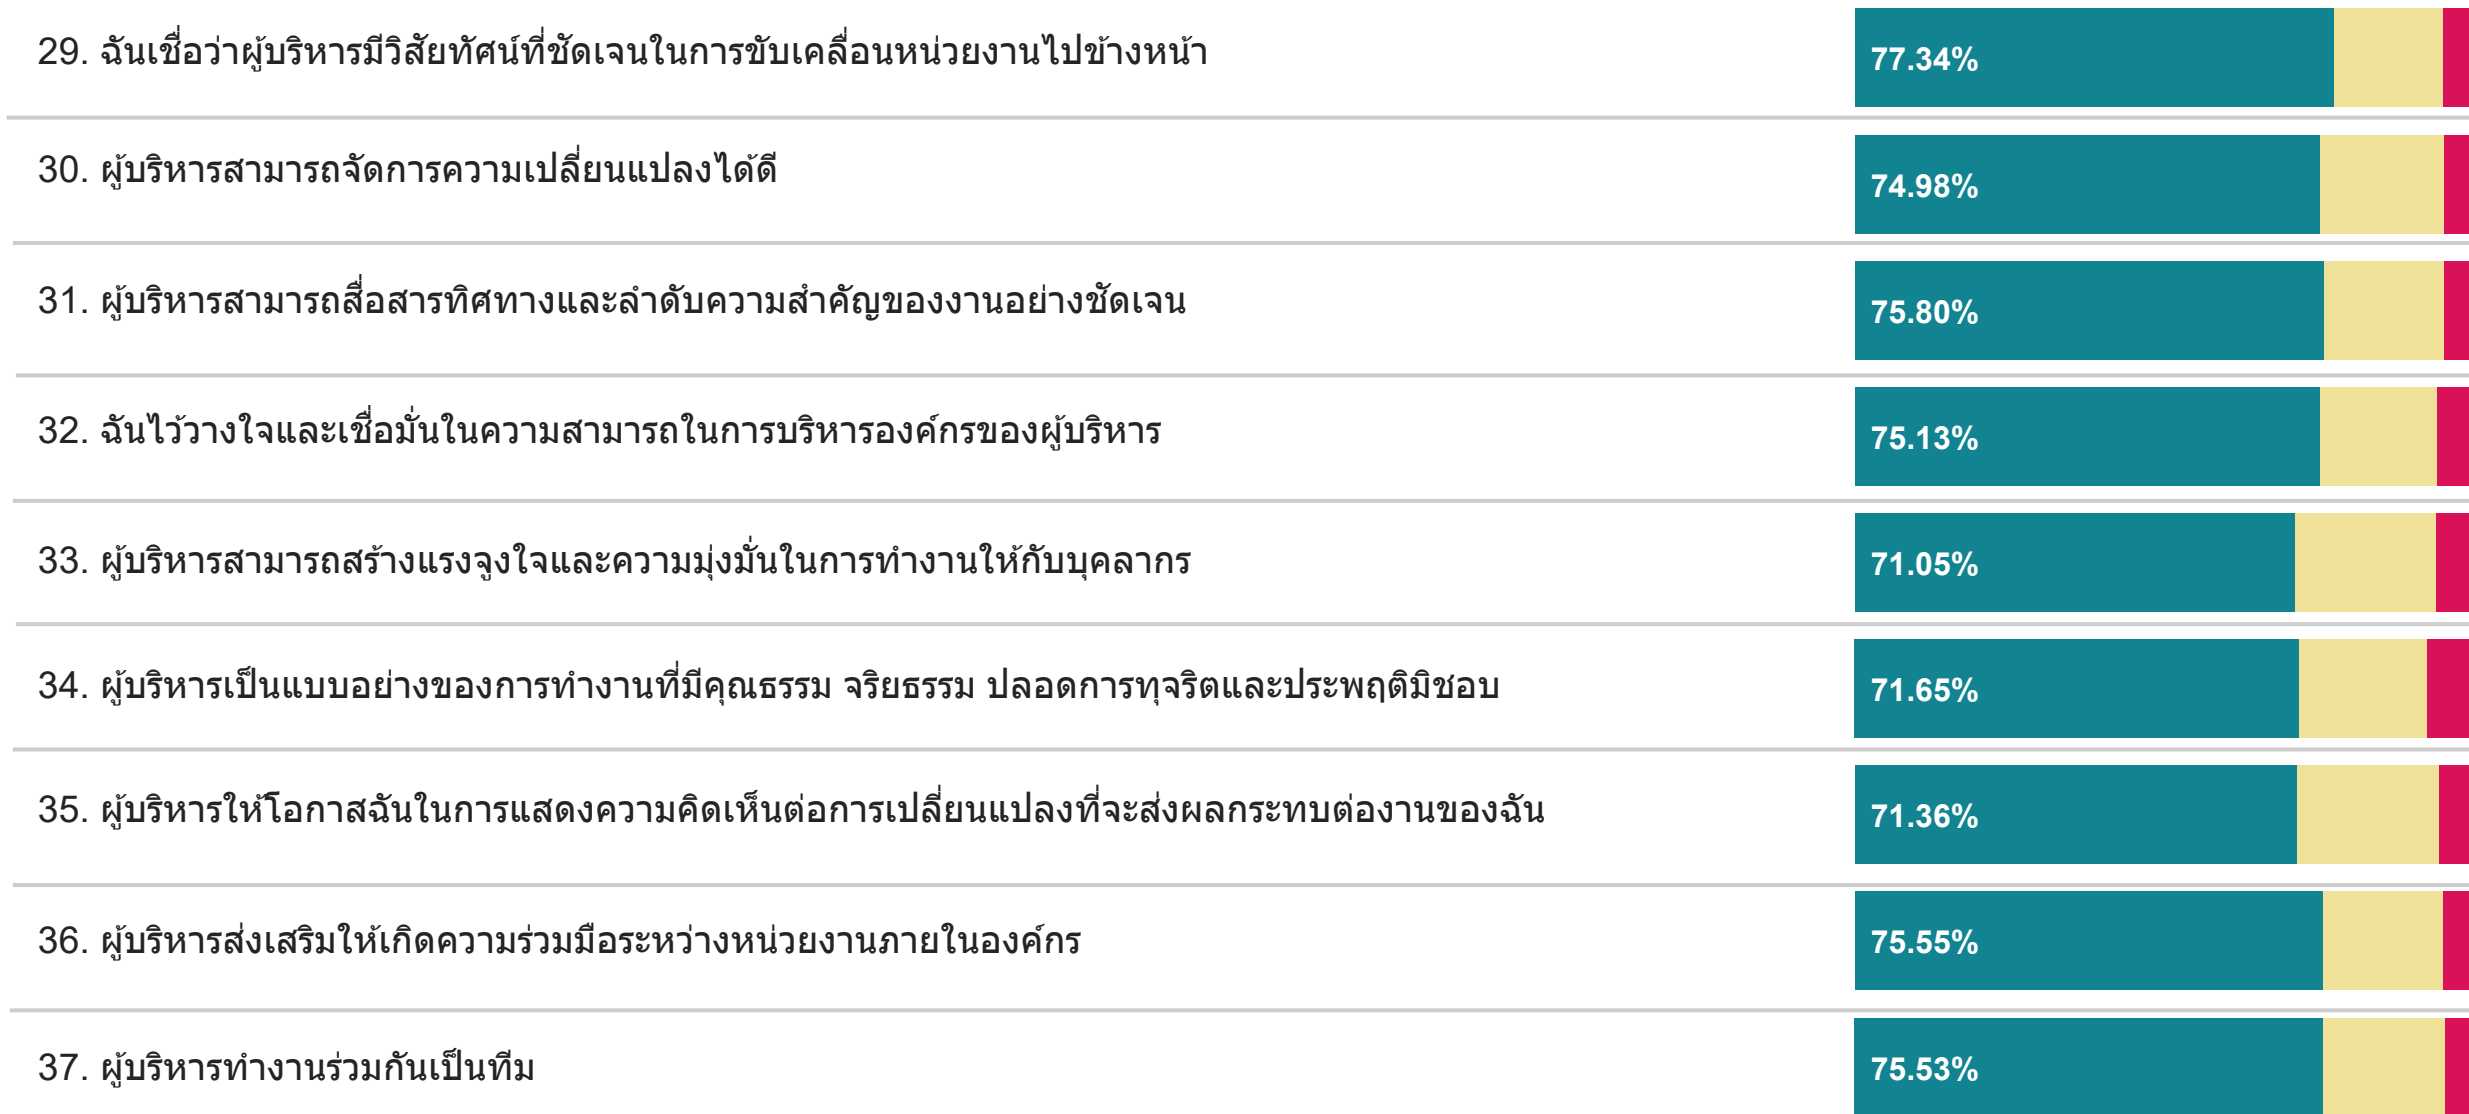 29. ฉันเชื่อว่าผู้บริหารมีวิสัยทัศน์ที่ชัดเจนในการขับเคลื่อนหน่วยงานไปข้างหน้า 77.34%
30. ผู้บริหารสามารถจัดการความเปลี่ยนแปลงได้ดี 74.98%
31. ผู้บริหารสามารถสื่อสารทิศทางและลำดับความสำคัญของงานอย่างชัดเจน 75.80%
32. ฉันไว้วางใจและเชื่อมั่นในความสามารถในการบริหารองค์กรของผู้บริหาร 75.13%
33. ผู้บริหารสามารถสร้างแรงจูงใจและความมุ่งมั่นในการทำงานให้กับบุคลากร 71.05%
34. ผู้บริหารเป็นแบบอย่างของการทำงานที่มีคุณธรรม จริยธรรม ปลอดการทุจริตและประพฤติมิชอบ 71.65%
35. ผู้บริหารให้โอกาสฉันในการแสดงความคิดเห็นต่อการเปลี่ยนแปลงที่จะส่งผลกระทบต่องานของฉัน 71.36%
36. ผู้บริหารส่งเสริมให้เกิดความร่วมมือระหว่างหน่วยงานภายในองค์กร 75.55%
37. ผู้บริหารทำงานร่วมกันเป็นทีม 75.53%